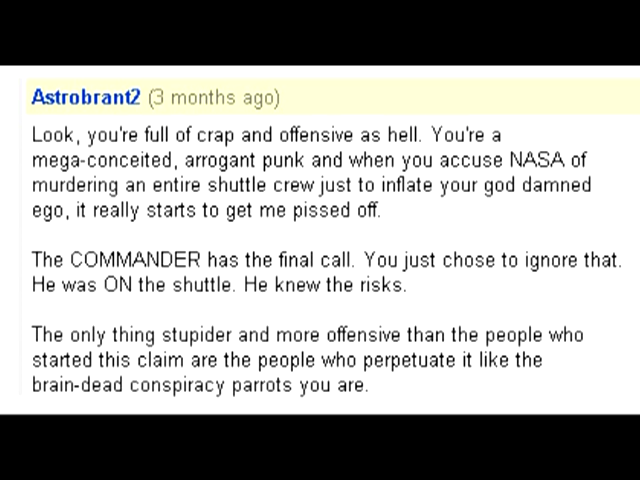 Astrobrant2 (3 months ago)
Look, you're full of crap and offensive as hell. You're a
mega-conceited, arrogant punk and when you accuse NASA of
murdering an entire shuttle crew just to inflate your god damned
ego, it really starts to get me pissed off.
The COMMANDER has the final call. You just chose to ignore that.
He was ON the shuttle. He knew the risks.
The only thing stupider and more offensive than the people who
started this claim are the people who perpetuate it like the
brain-dead conspiracy parrots you are.